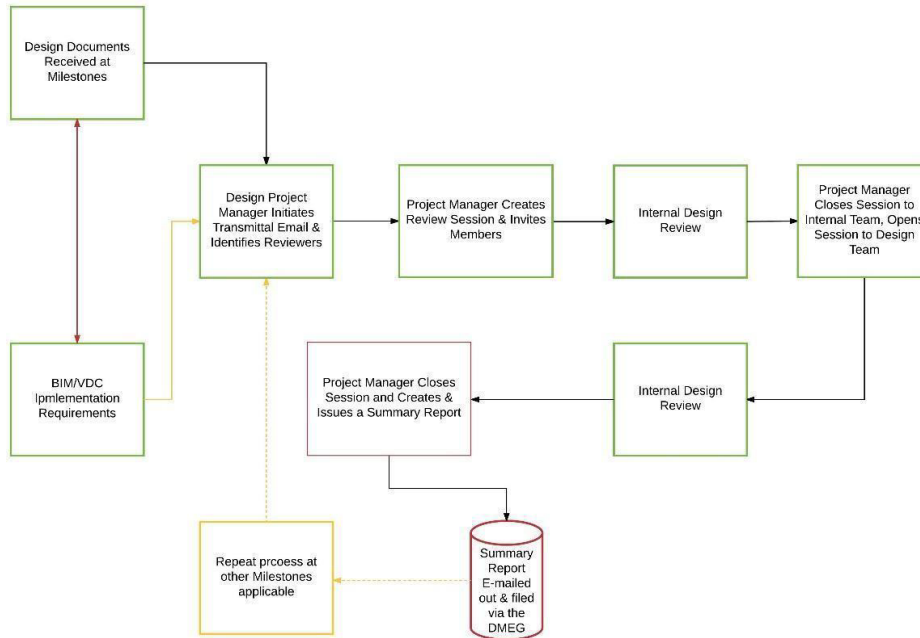 Design Documents
Received at
Milestones
Design Project
Manager Initiates
Transmittal Email &
Identifies Reviewers
Project Manager Creates
Review Session & Invites
Members
Internal Design
Review
Project Manager
Closes Session to
Internal Team, Opens
Session to Design
Team
BIM/VDC
Ipmlementation
Requirements
Project Manager Closes
Session and Creates &
Issues a Summary Report
Internal Design
Review
Repeat prcoess at
other Milestones
applicable
Summary
Report
E-mailed
out & filed
via the
DMEG